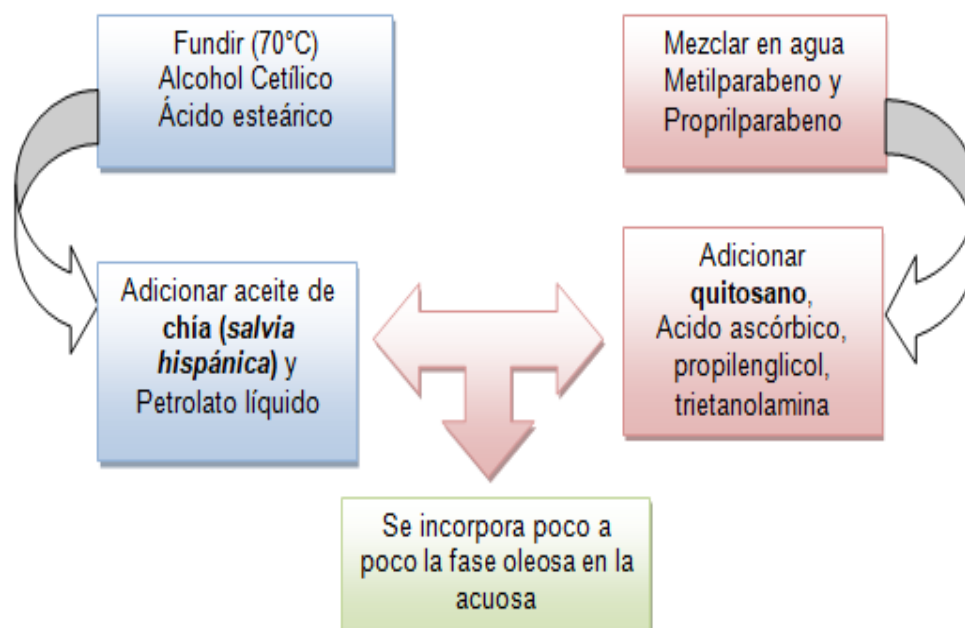 Fundir (70°C)
Alcohol Cetílico
Ácido esteárico
Mezclar en agua
Metilparabeno y
Proprilparabeno
Adicionar aceite de
chía (salvia
hispánica) y
Petrolato líquido
Adicionar
quitosano,
Acido ascórbico,
propilenglicol,
trietanolamina
Se incorpora poco a
poco la fase oleosa en la
acuosa